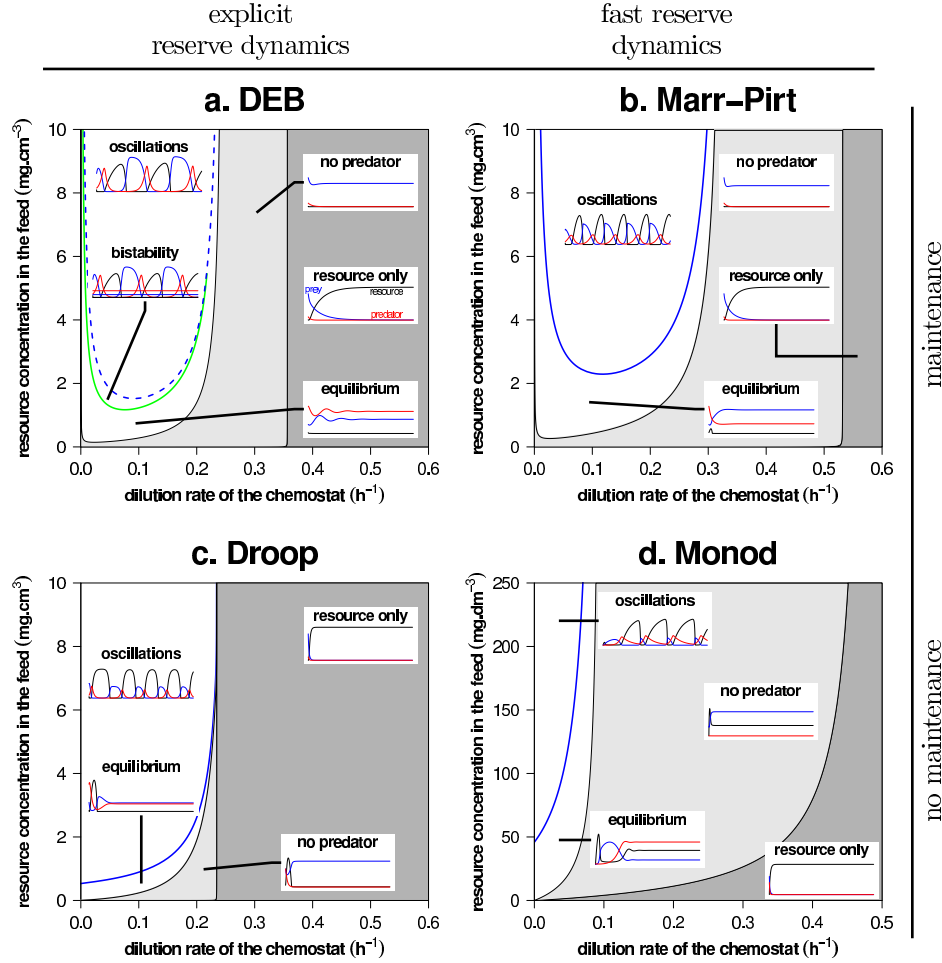 explicit
reserve dynamics
fast reserve
dynamics
a. DEB
resource concentration in the feed (mg.cm⁻³)
10
8
6
4
2
0
oscillations
bistability
no predator
resource only
prey
resource
predator
equilibrium
0.0 0.1 0.2 0.3 0.4 0.5 0.6
dilution rate of the chemostat (h⁻¹)
b. Marr–Pirt
resource concentration in the feed (mg.cm⁻³)
10
8
6
4
2
0
oscillations
no predator
resource only
equilibrium
0.0 0.1 0.2 0.3 0.4 0.5 0.6
dilution rate of the chemostat (h⁻¹)
maintenance
c. Droop
resource concentration in the feed (mg.cm³)
10
8
6
4
2
0
resource only
oscillations
equilibrium
no predator
0.0 0.1 0.2 0.3 0.4 0.5 0.6
dilution rate of the chemostat (h⁻¹)
d. Monod
resource concentration in the feed (mg.dm⁻³)
250
200
150
100
50
0
oscillations
no predator
equilibrium
resource only
0.0 0.1 0.2 0.3 0.4 0.5
dilution rate of the chemostat (h⁻¹)
no maintenance